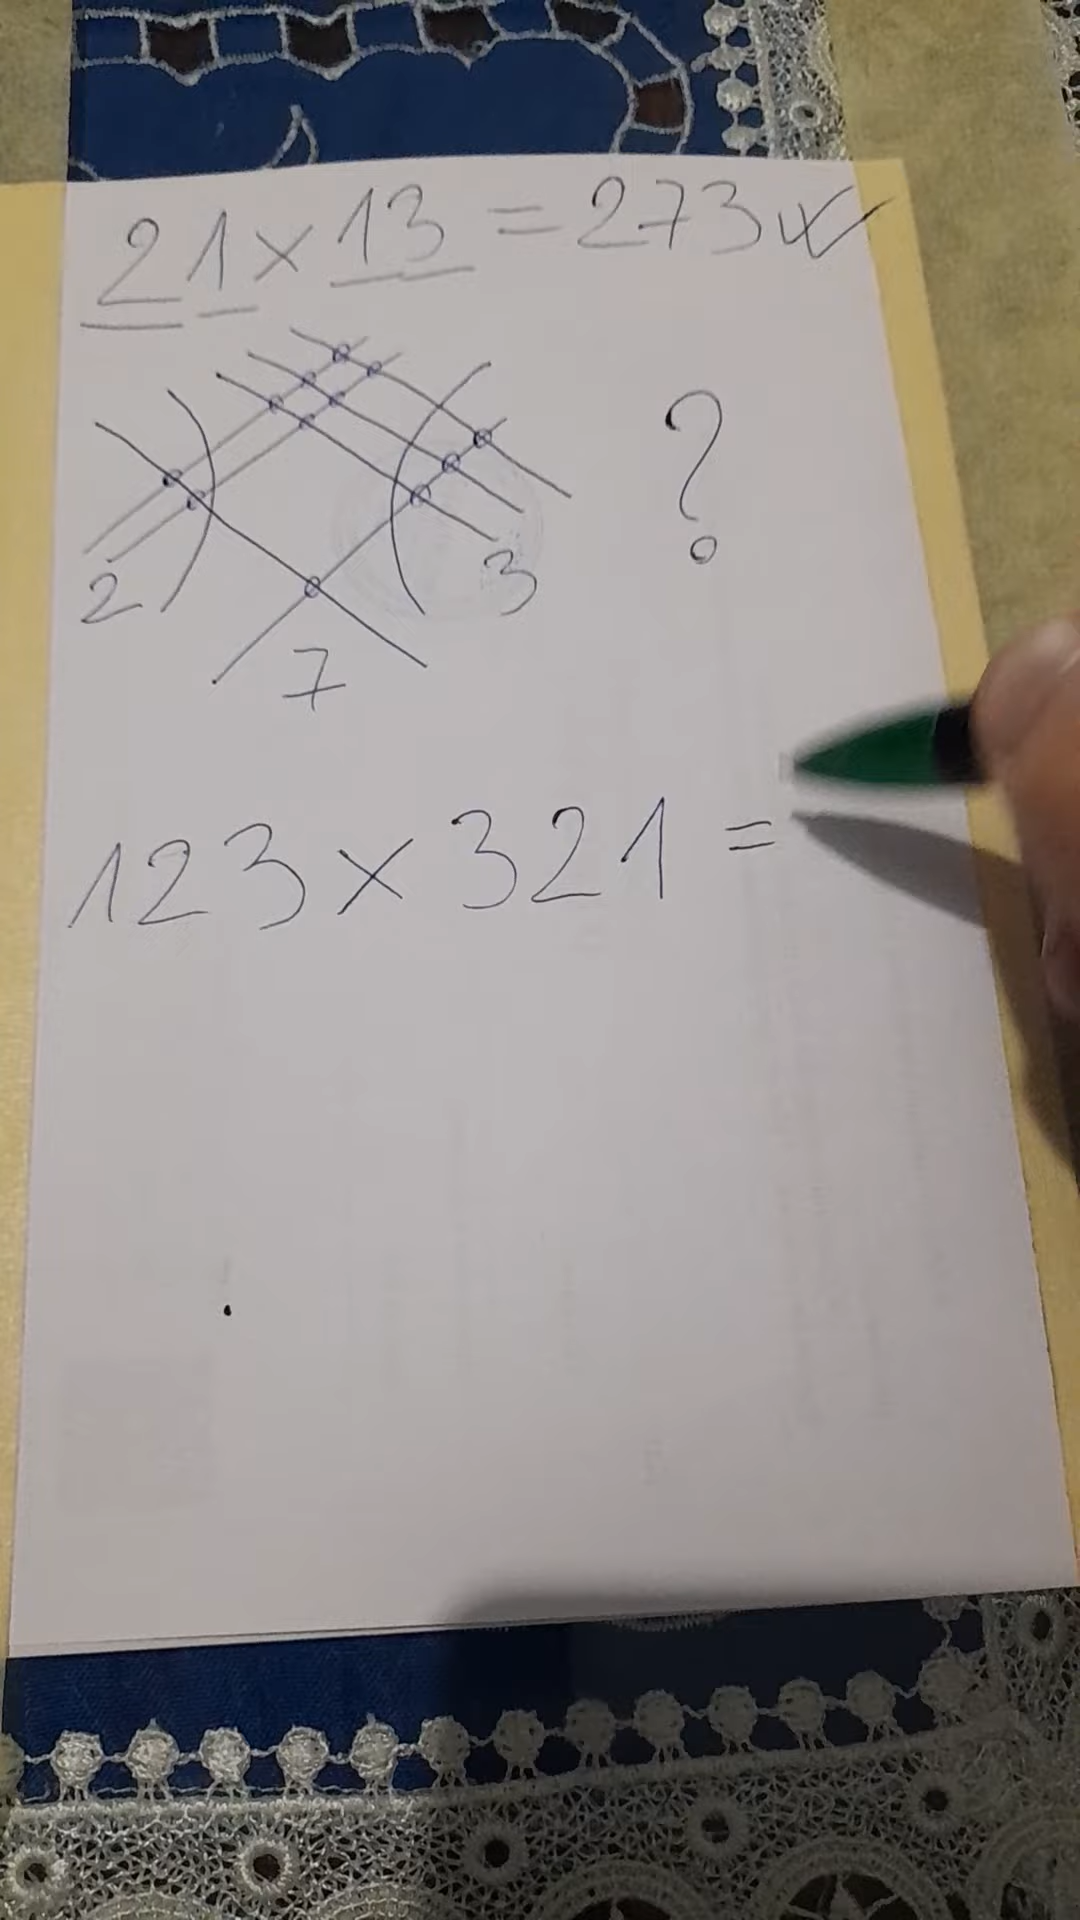 21 x 13 = 273
?
2 3
7
123 x 321 =